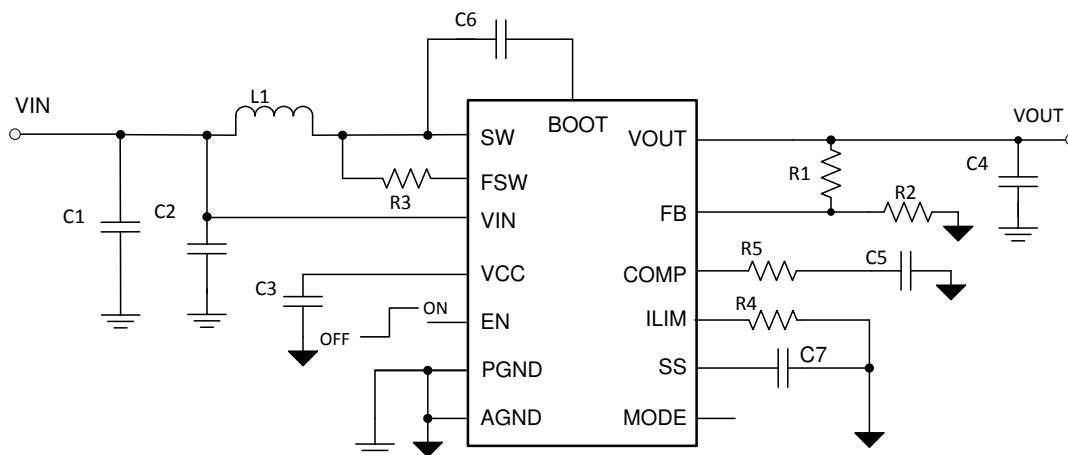 C6
VIN
L1
BOOT
SW
VOUT
VOUT
R1
C4
FSW
R3
R2
C1
C2
VIN
FB
R5
C5
VCC
COMP
C3
ON
OFF
EN
R4
ILIM
C7
PGND
SS
AGND
MODE